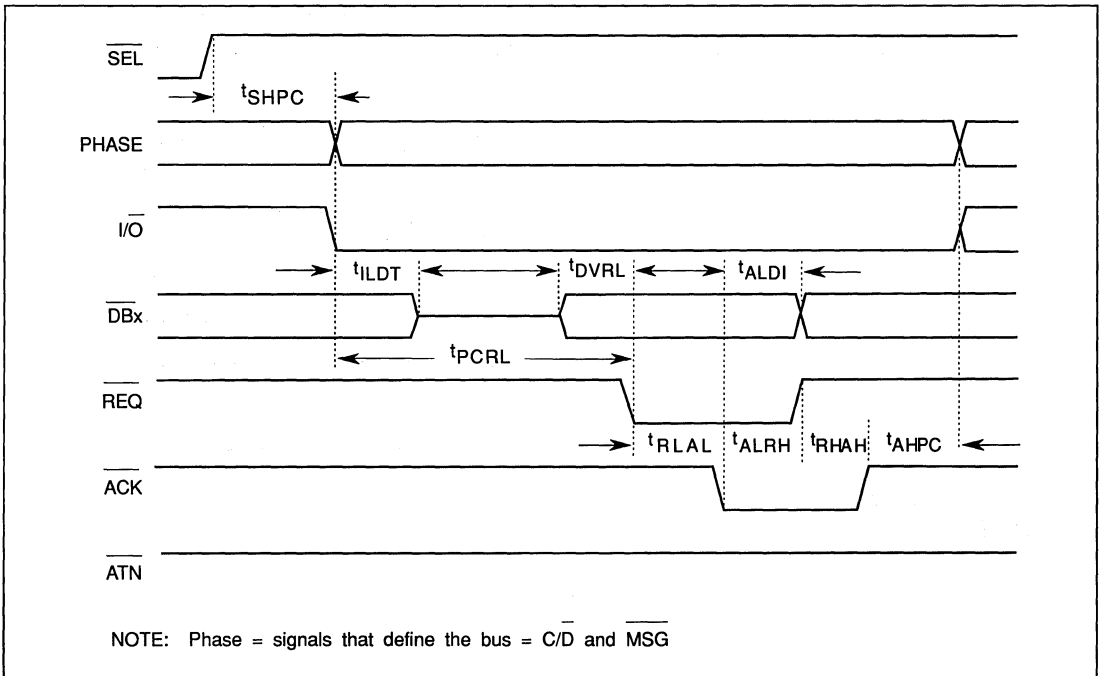 SEL
tSHPC
PHASE
I/O
tILDT tDVRL tALDI
DBx
tPCRL
REQ
tRLAL tALRH tRHAH tAHPC
ACK
ATN
NOTE: Phase = signals that define the bus = C/D and MSG